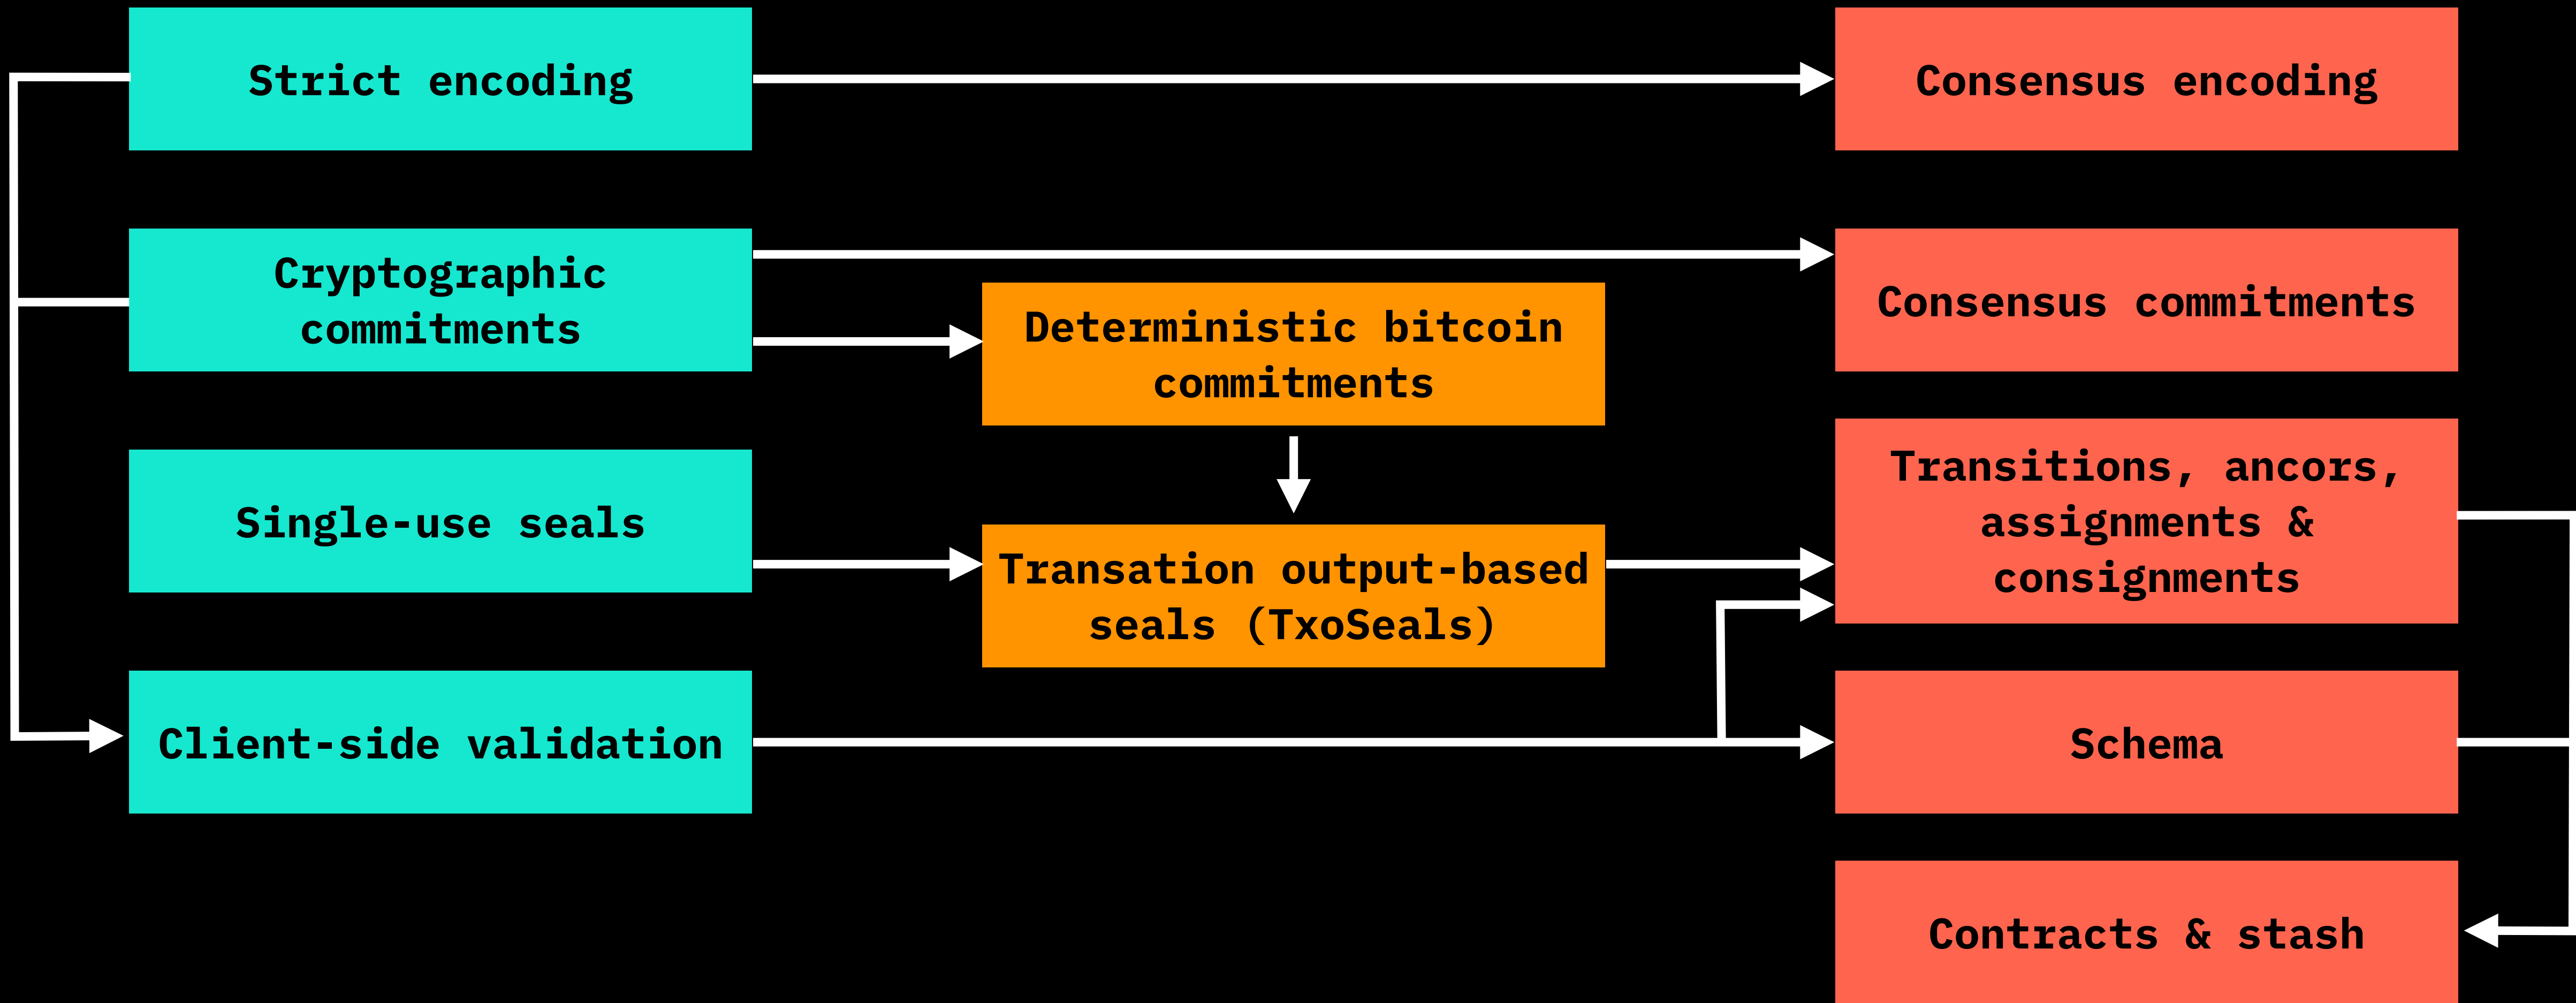 Strict encoding
Consensus encoding
Cryptographic
commitments
Consensus commitments
Deterministic bitcoin
commitments
Single-use seals
Transation output-based
seals (TxoSeals)
Transitions, ancors,
assignments &
consignments
Client-side validation
Schema
Contracts & stash